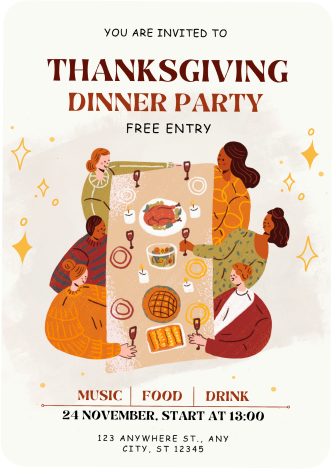 YOU ARE INVITED TO
THANKSGIVING
DINNER PARTY
FREE ENTRY
MUSIC | FOOD | DRINK
24 NOVEMBER, START AT 13:00
123 ANYWHERE ST., ANY
CITY, ST 12345